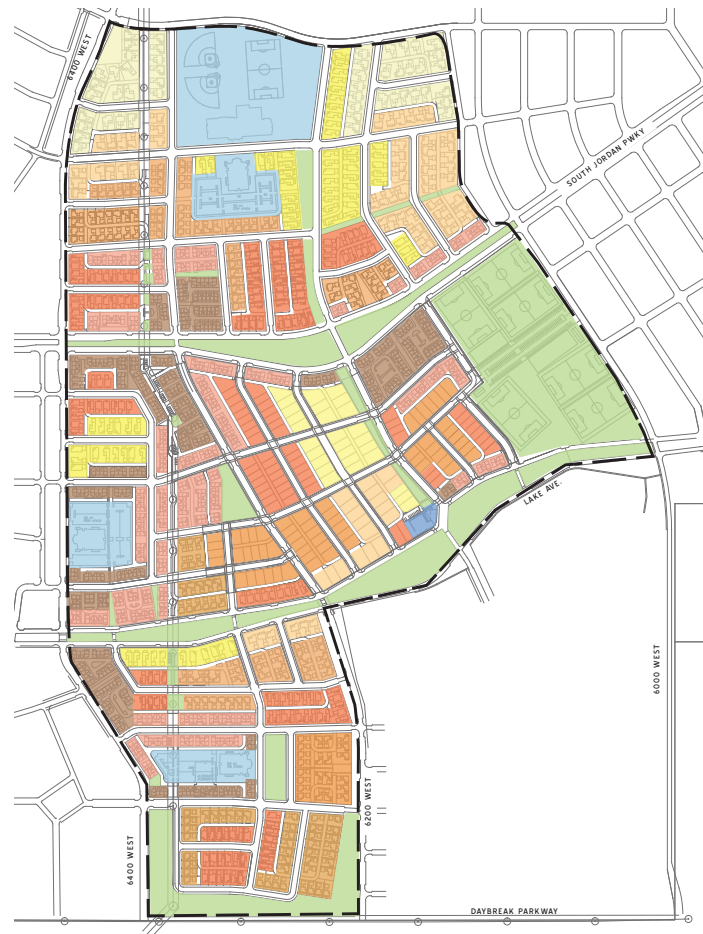 6400 WEST
SOUTH JORDAN PWKY
LAKE AVE.
6000 WEST
6200 WEST
6400 WEST
DAYBREAK PARKWAY